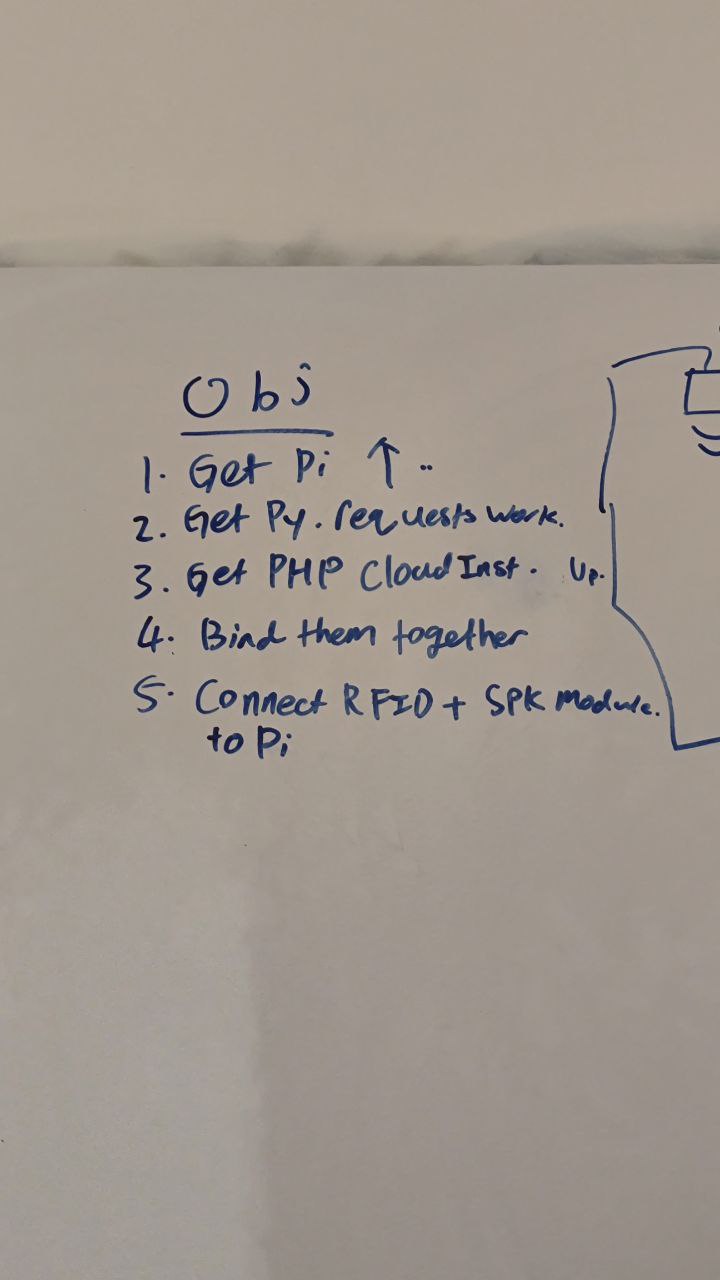 Obj
1. Get Pi ↑ ..
2. Get Py. requests work.
3. Get PHP Cloud Inst. Up.
4. Bind them together
5. Connect RFID + SPK Module.
to Pi